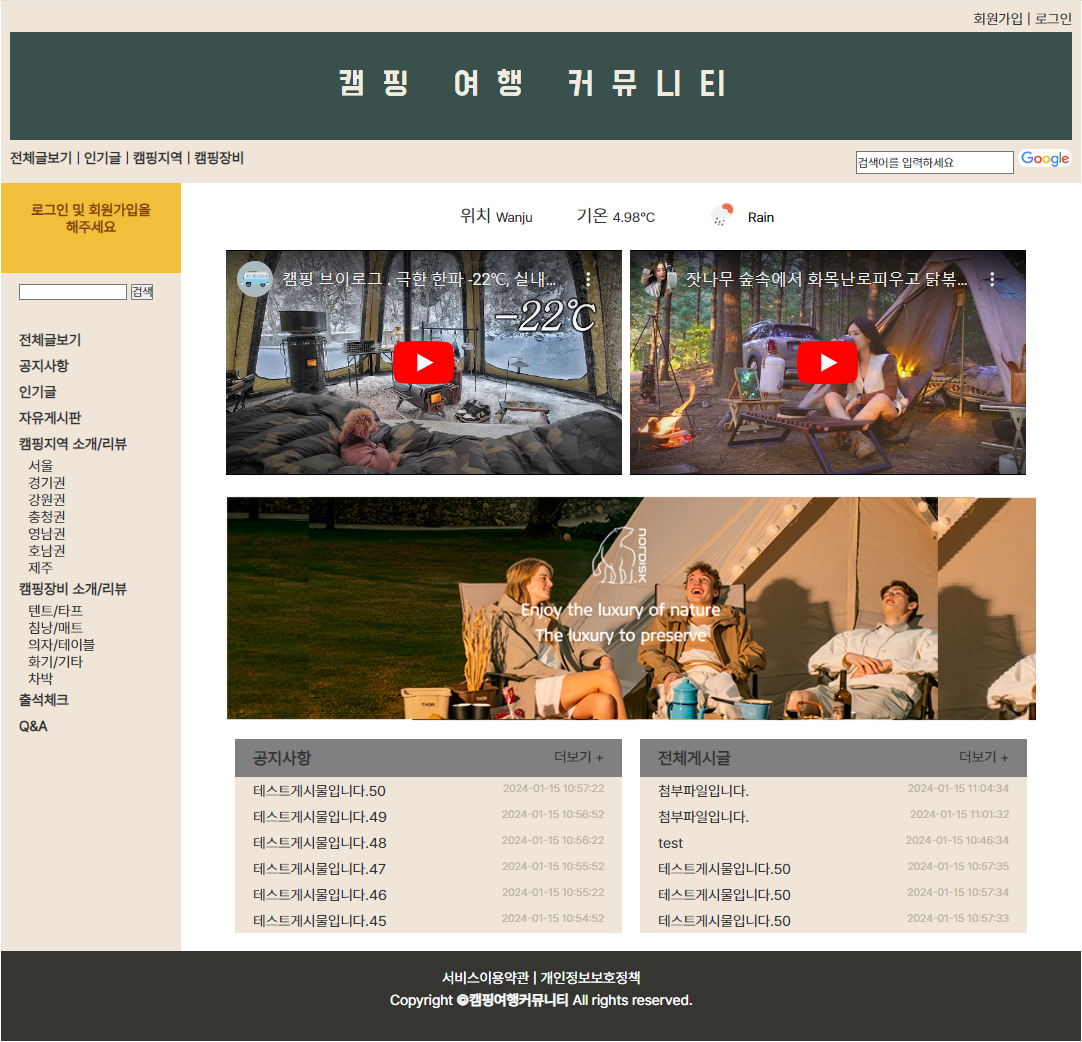 회원가입 | 로그인
캠핑 여행 커뮤니티
전체글보기 | 인기글 | 캠핑지역 | 캠핑장비
검색어를 입력하세요 Google
로그인 및 회원가입을
해주세요
위치 Wanju 기온 4.98°C Rain
검색
캠핑 브이로그 . 극한 한파 -22℃, 실내...
-22℃
잣나무 숲속에서 화목난로피우고 닭볶...
전체글보기
공지사항
인기글
자유게시판
캠핑지역 소개/리뷰
서울
경기권
강원권
충청권
영남권
호남권
제주
캠핑장비 소개/리뷰
텐트/타프
침낭/매트
의자/테이블
화기/기타
차박
출석체크
Q&A
NORDISK
Enjoy the luxury of nature
The luxury to preserve
THOR
공지사항 더보기 +
테스트게시물입니다.50 2024-01-15 10:57:22
테스트게시물입니다.49 2024-01-15 10:56:52
테스트게시물입니다.48 2024-01-15 10:56:22
테스트게시물입니다.47 2024-01-15 10:55:52
테스트게시물입니다.46 2024-01-15 10:55:22
테스트게시물입니다.45 2024-01-15 10:54:52
전체게시글 더보기 +
첨부파일입니다. 2024-01-15 11:04:34
첨부파일입니다. 2024-01-15 11:01:32
test 2024-01-15 10:46:34
테스트게시물입니다.50 2024-01-15 10:57:35
테스트게시물입니다.50 2024-01-15 10:57:34
테스트게시물입니다.50 2024-01-15 10:57:33
서비스이용약관 | 개인정보보호정책
Copyright ©캠핑여행커뮤니티 All rights reserved.